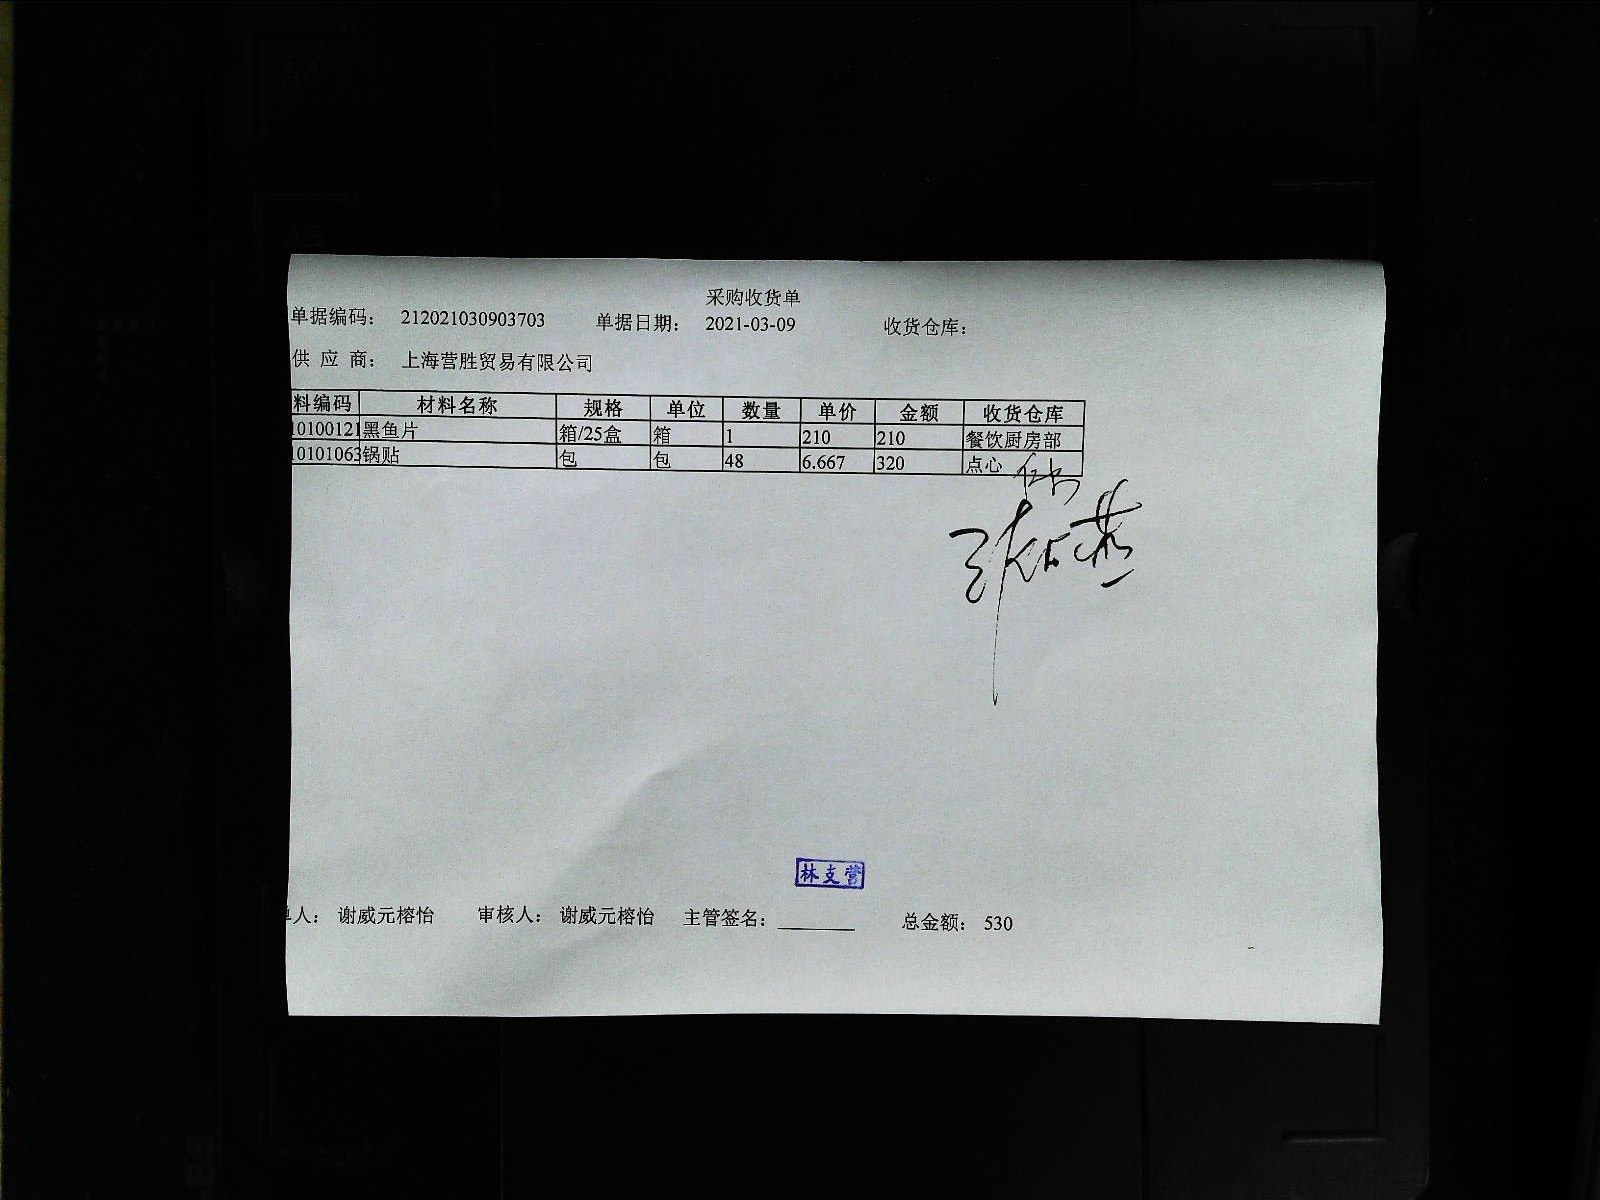 采购收货单
单据编码： 212021030903703 单据日期： 2021-03-09 收货仓库：
供 应 商： 上海营胜贸易有限公司
料编码 材料名称 规格 单位 数量 单价 金额 收货仓库
10100121 黑鱼片 箱/25盒 箱 1 210 210 餐饮厨房部
10101063 锅贴 包 包 48 6.667 320 点心
林支营
人： 谢威元榕怡 审核人： 谢威元榕怡 主管签名： 总金额： 530